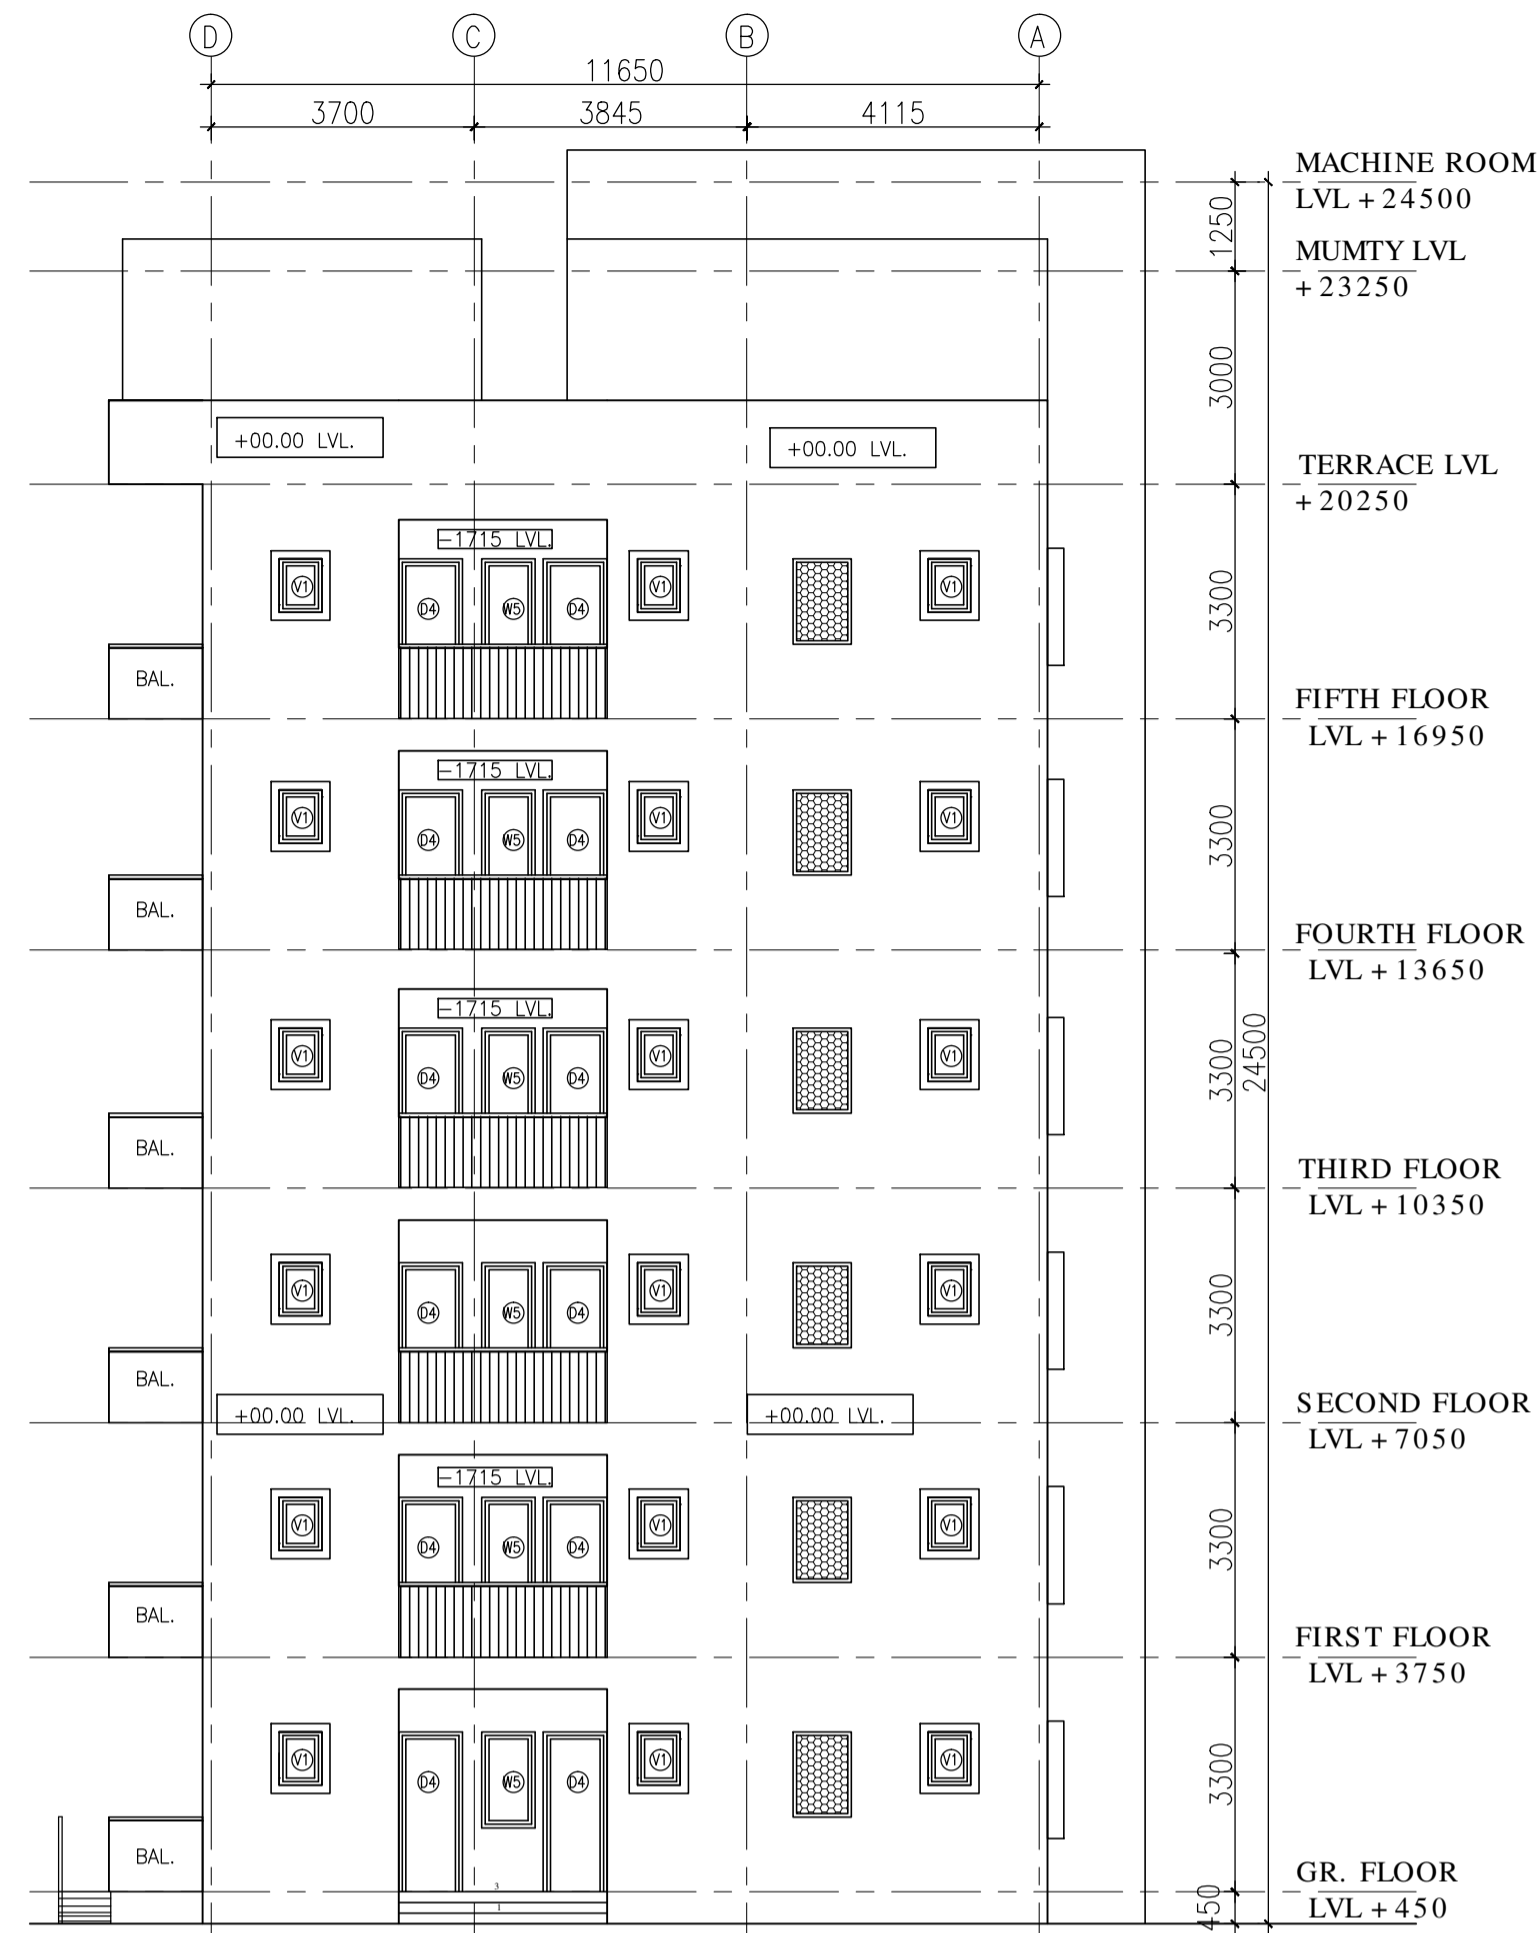 D C B A
11650
3700 3845 4115
MACHINE ROOM
LVL + 24500
1250
MUMTY LVL
+ 23250
3000
+00.00 LVL.
+00.00 LVL.
TERRACE LVL
+ 20250
-1715 LVL.
V1 D4 W5 D4 V1 V1
3300
BAL.
FIFTH FLOOR
LVL + 16950
-1715 LVL.
V1 D4 W5 D4 V1 V1
3300
BAL.
FOURTH FLOOR
LVL + 13650
-1715 LVL.
V1 D4 W5 D4 V1 V1
3300
24500
BAL.
THIRD FLOOR
LVL + 10350
V1 D4 W5 D4 V1 V1
3300
BAL.
+00.00 LVL.
+00.00 LVL.
SECOND FLOOR
LVL + 7050
-1715 LVL.
V1 D4 W5 D4 V1 V1
3300
BAL.
FIRST FLOOR
LVL + 3750
V1 D4 W5 D4 V1 V1
3300
BAL.
3
1
GR. FLOOR
LVL + 450
450